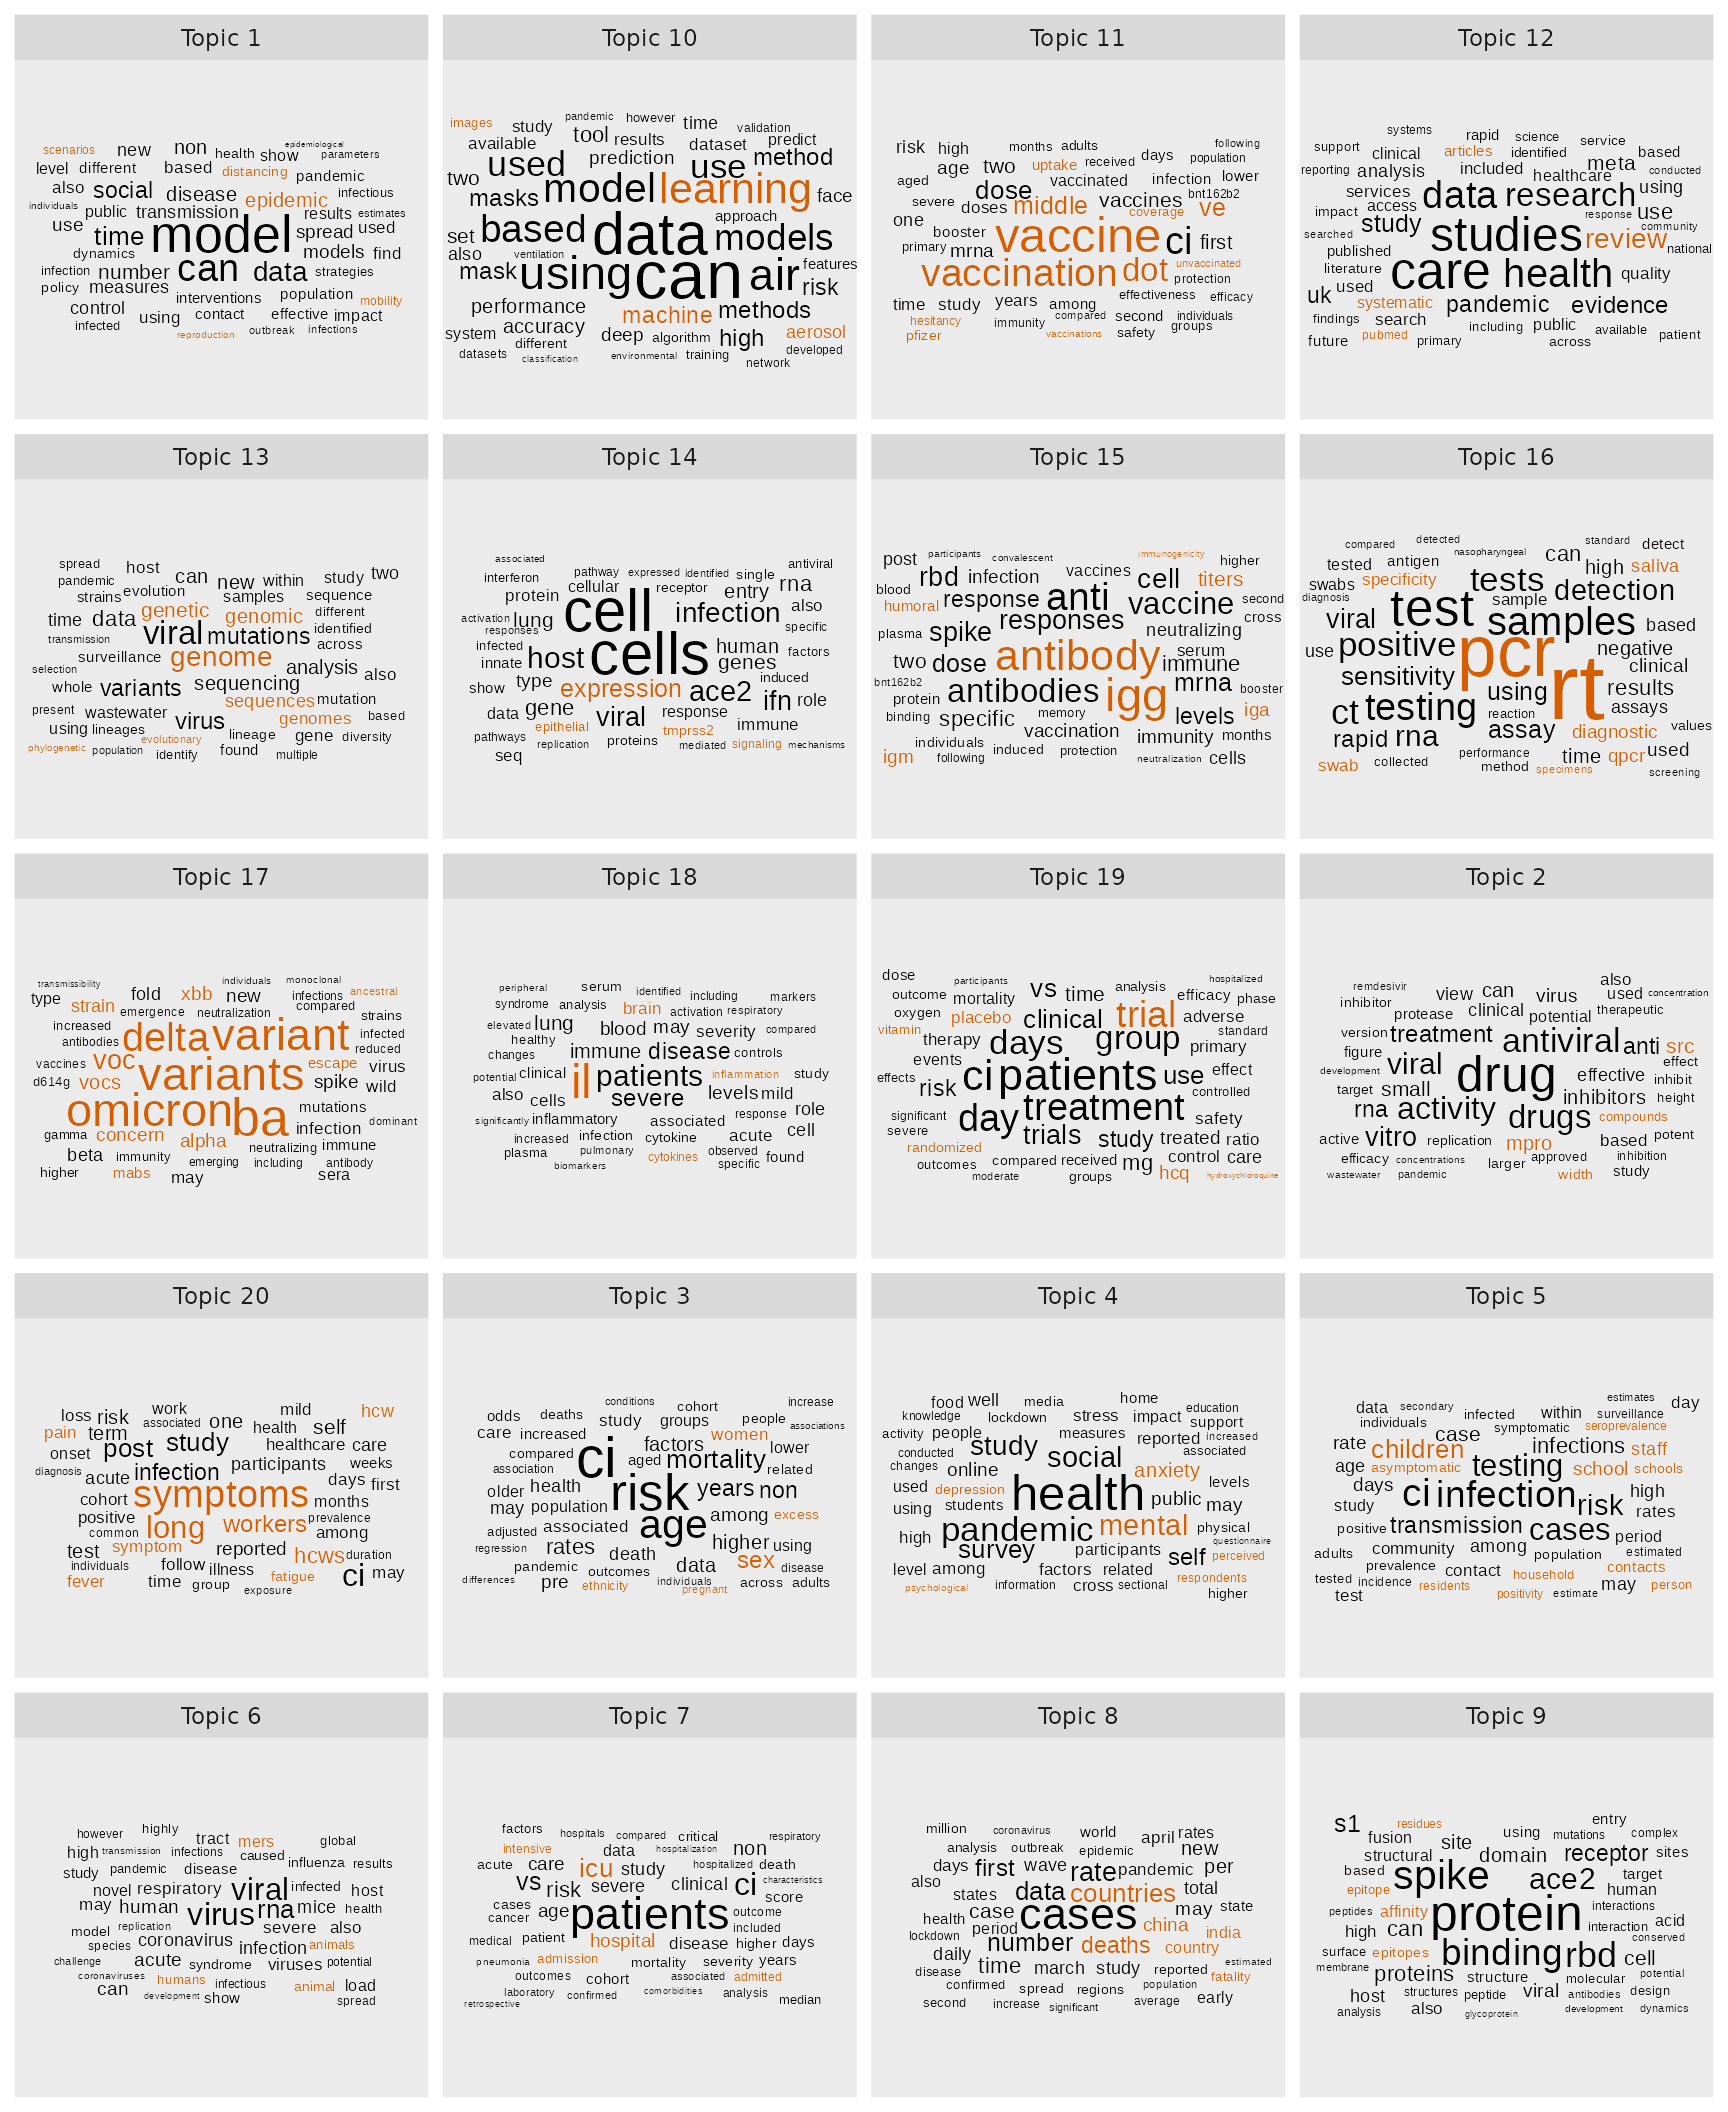 Topic 1
epidemiological
scenarios new non health show parameters
level different based distancing pandemic
also social disease epidemic infectious
individuals public transmission results estimates
use time model spread used
dynamics models find
infection number can data strategies
policy measures interventions population mobility
control using contact effective impact
infected reproduction outbreak infections
Topic 10
images pandemic however time validation
available study tool results dataset predict
used prediction use method
two masks model learning face
set based data approach models
also ventilation
mask using can air features risk
performance machine methods
system accuracy deep algorithm high aerosol
different developed
datasets classification environmental training network
Topic 11
risk high months adults following
age two uptake received days population
aged dose vaccinated infection lower
severe doses middle vaccines bnt162b2
one booster coverage ve
primary mrna vaccine ci first
vaccination dot unvaccinated protection
time study years among effectiveness efficacy
hesitancy immunity compared second individuals groups
pfizer vaccinations safety
Topic 12
systems rapid science service
support clinical articles identified meta based
reporting analysis included healthcare conducted
services access data research using
impact study response use community
searched studies review national
published care health quality
literature used
uk systematic pandemic evidence
findings search including public available patient
future pubmed primary across
Topic 13
spread host can new within study two
pandemic evolution samples sequence
strains genetic genomic different
time data viral mutations identified across
transmission surveillance genome analysis also
selection whole variants sequencing
present wastewater virus sequences mutation
using lineages lineage genomes based
phylogenetic population evolutionary found gene diversity
identify multiple
Topic 14
associated antiviral
interferon pathway expressed identified single rna
protein cellular receptor entry also
activation lung cell infection specific
responses
infected innate host cells human genes factors
show type expression ace2 induced ifn role
data gene viral response immune
pathways epithelial tmprss2
seq replication proteins mediated signaling mechanisms
Topic 15
post participants convalescent immunogenicity higher
blood rbd infection vaccines cell titers
humoral response anti vaccine second cross
plasma spike responses neutralizing
two dose antibody serum immune
bnt162b2 protein antibodies igg mrna booster
binding specific memory levels iga
individuals vaccination immunity months
igm following induced protection neutralization cells
Topic 16
compared detected standard detect
tested antigen nasopharyngeal can high saliva
swabs specificity tests detection
diagnosis viral test sample samples based
use positive pcr negative clinical
sensitivity using rt results assays
ct testing reaction assay diagnostic values
rapid rna performance time qpcr used
swab collected method specimens screening
Topic 17
transmissibility individuals monoclonal
type strain fold xbb new infections ancestral
emergence neutralization compared strains
increased antibodies delta variant infected reduced
vaccines voc escape virus
d614g vocs variants spike wild
omicron ba mutations infection dominant
gamma concern alpha neutralizing immune
beta immunity emerging including antibody
higher mabs may sera
Topic 18
peripheral serum identified including markers
syndrome analysis brain activation respiratory
elevated lung blood may severity compared
healthy changes immune disease controls
potential clinical il patients inflammation study
also cells severe levels mild
significantly inflammatory associated response role
increased infection cytokine acute cell
plasma pulmonary cytokines observed found
biomarkers specific
Topic 19
dose participants hospitalized
outcome mortality vs time analysis efficacy phase
oxygen placebo clinical trial adverse
vitamin therapy days group standard primary
events
effects risk ci patients use effect controlled
significant day treatment safety
severe trials study treated ratio
randomized compared received control care
outcomes moderate groups mg hcq hydroxychloroquine
Topic 2
remdesivir also
inhibitor view can virus used concentration
protease clinical potential therapeutic
version treatment antiviral anti src
figure viral effect
development drug effective inhibit
target small inhibitors height
rna activity drugs compounds
active vitro replication mpro based potent
efficacy concentrations larger approved inhibition
wastewater pandemic width study
Topic 20
loss risk work mild hcw
pain term associated one health self
onset post study healthcare care
diagnosis acute infection participants weeks
cohort symptoms days first months
positive long workers prevalence
common among
test symptom reported hcws duration
individuals follow illness fatigue ci may
fever time group exposure
Topic 3
conditions cohort increase
odds deaths study groups people associations
care increased factors women
compared ci aged mortality lower
association related
older health risk years non
may population among excess
adjusted associated age
regression rates death higher using
pandemic outcomes data sex disease
differences pre ethnicity individuals pregnant across adults
Topic 4
food well media home education
knowledge lockdown stress impact support
activity people study measures reported increased
conducted social associated
changes online anxiety
used depression health levels
using students public may
high pandemic mental physical
survey participants self questionnaire
level among factors related perceived
psychological information cross sectional respondents
higher
Topic 5
estimates
data secondary infected within surveillance day
individuals case symptomatic seroprevalence
rate children infections staff
age asymptomatic testing school schools
days ci infection risk high
study rates
positive transmission cases period
adults community among population estimated
prevalence contact household contacts
tested incidence residents may person
test positivity estimate
Topic 6
however highly tract mers global
high transmission infections caused influenza results
study pandemic disease
novel respiratory viral infected host
may human virus rna mice health
model replication severe also
species coronavirus infection animals
challenge acute syndrome viruses potential
coronaviruses humans infectious animal load
can development show spread
Topic 7
factors hospitals compared critical respiratory
intensive data hospitalization non
acute care icu study hospitalized death
vs risk severe clinical ci characteristics
cases score
cancer age patients outcome
included
medical patient hospital disease higher days
pneumonia admission mortality severity years
outcomes cohort associated admitted
laboratory confirmed comorbidities analysis median
retrospective
Topic 8
million coronavirus world april rates
analysis outbreak epidemic new
days first wave rate pandemic per
also states data countries total
health case cases may state
lockdown period china india
daily number deaths country
disease time march study reported estimated
confirmed spread regions population fatality
second increase significant average early
Topic 9
s1 residues entry
fusion site using mutations complex
structural domain receptor sites
based spike ace2 target
epitope human
peptides affinity protein interactions
high can interaction acid
surface epitopes binding rbd conserved cell
membrane proteins structure molecular potential
host structures peptide viral antibodies design
analysis also glycoprotein development dynamics